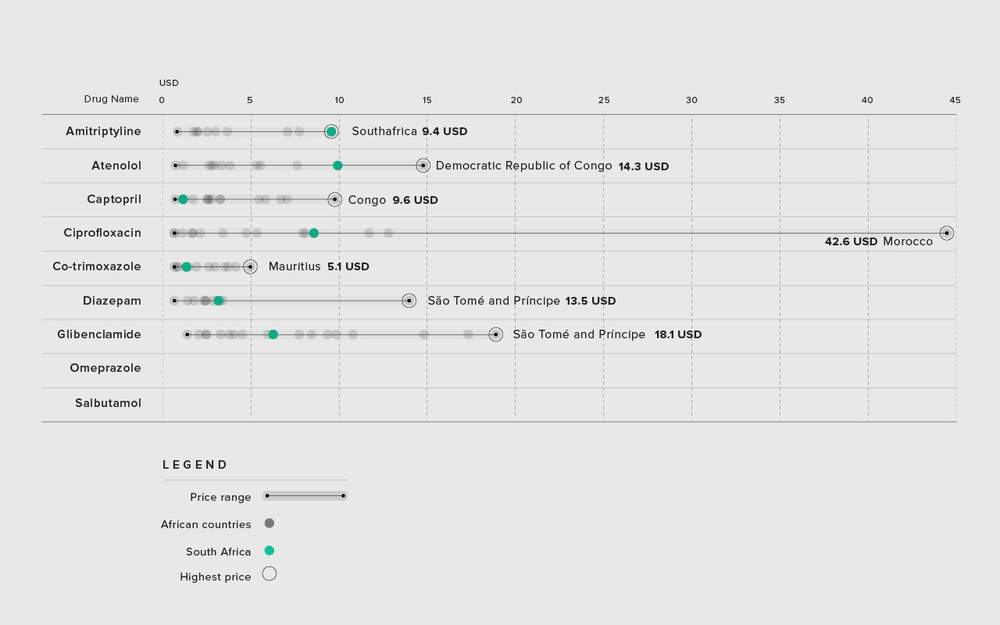 USD
Drug Name 0 5 10 15 20 25 30 35 40 45
Amitriptyline Southafrica 9.4 USD
Atenolol Democratic Republic of Congo 14.3 USD
Captopril Congo 9.6 USD
Ciprofloxacin 42.6 USD Morocco
Co-trimoxazole Mauritius 5.1 USD
Diazepam São Tomé and Príncipe 13.5 USD
Glibenclamide São Tomé and Príncipe 18.1 USD
Omeprazole
Salbutamol
LEGEND
Price range
African countries
South Africa
Highest price